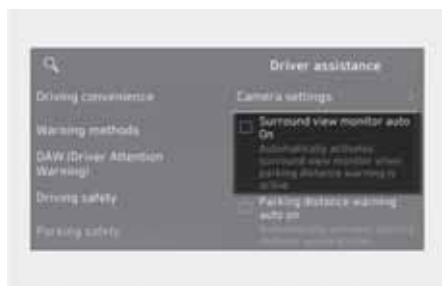 Driver assistance
Driving convenience
Warning methods
DAW (Driver Attention
Warning)
Driving safety
Parking safety
Camera settings
Surround view monitor auto
On
Automatically activates
surround view monitor when
parking distance warning is
active
Parking distance warning
auto on